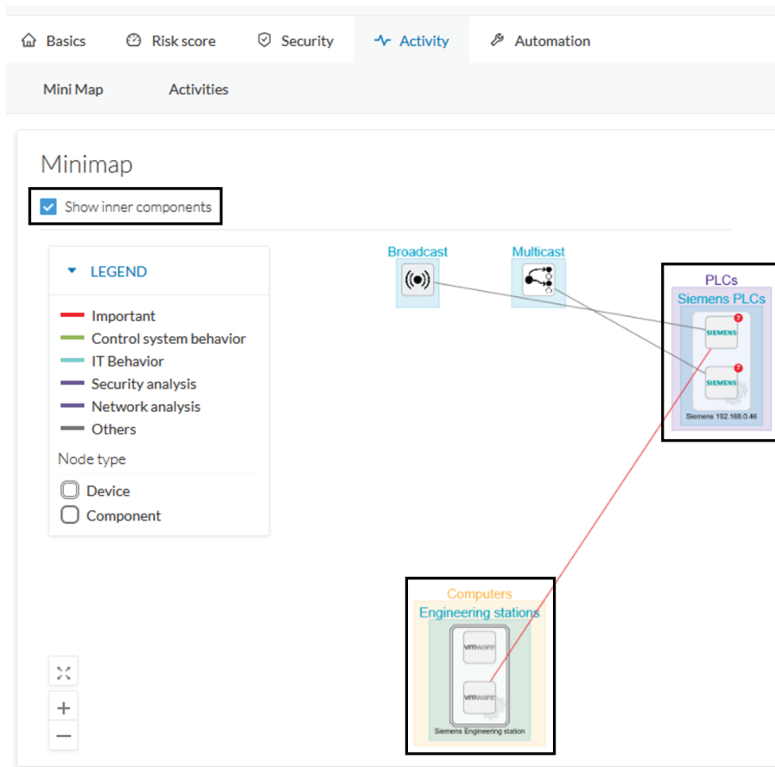 Basics Risk score Security Activity Automation
Mini Map Activities
Minimap
Show inner components
LEGEND
Important
Control system behavior
IT Behavior
Security analysis
Network analysis
Others
Node type
Device
Component
Broadcast
Multicast
PLCs
Siemens PLCs
?
SIEMENS
?
SIEMENS
Siemens 192.168.0.46
Computers
Engineering stations
vmware
vmware
Siemens Engineering station